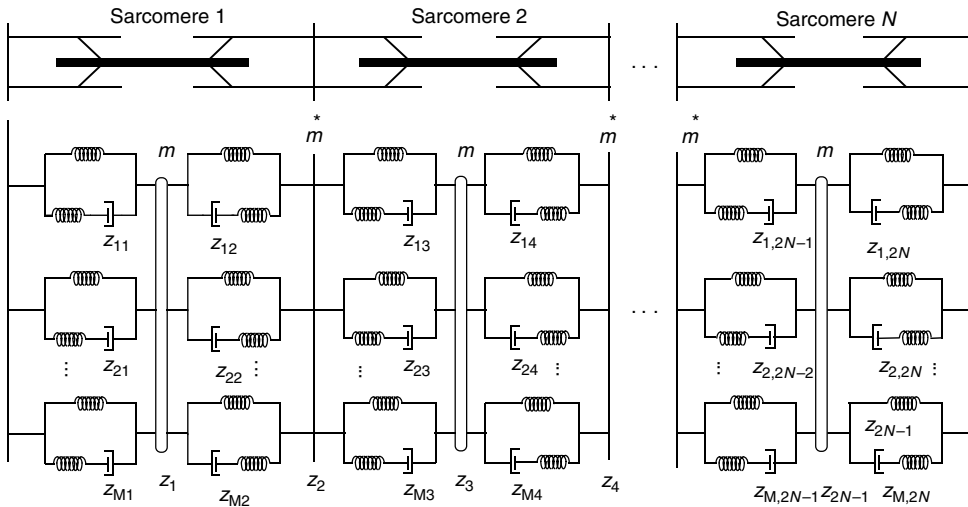 Sarcomere 1 Sarcomere 2 Sarcomere N
. . .
* * *
m m* m m* m* m
z11 z12 z13 z14 z1,2N−1 z1,2N
. . .
z21 z22 z23 z24 z2,2N−2 z2,2N
z2N−1
zM1 z1 zM2 z2 zM3 z3 zM4 z4 zM,2N−1 z2N−1 zM,2N